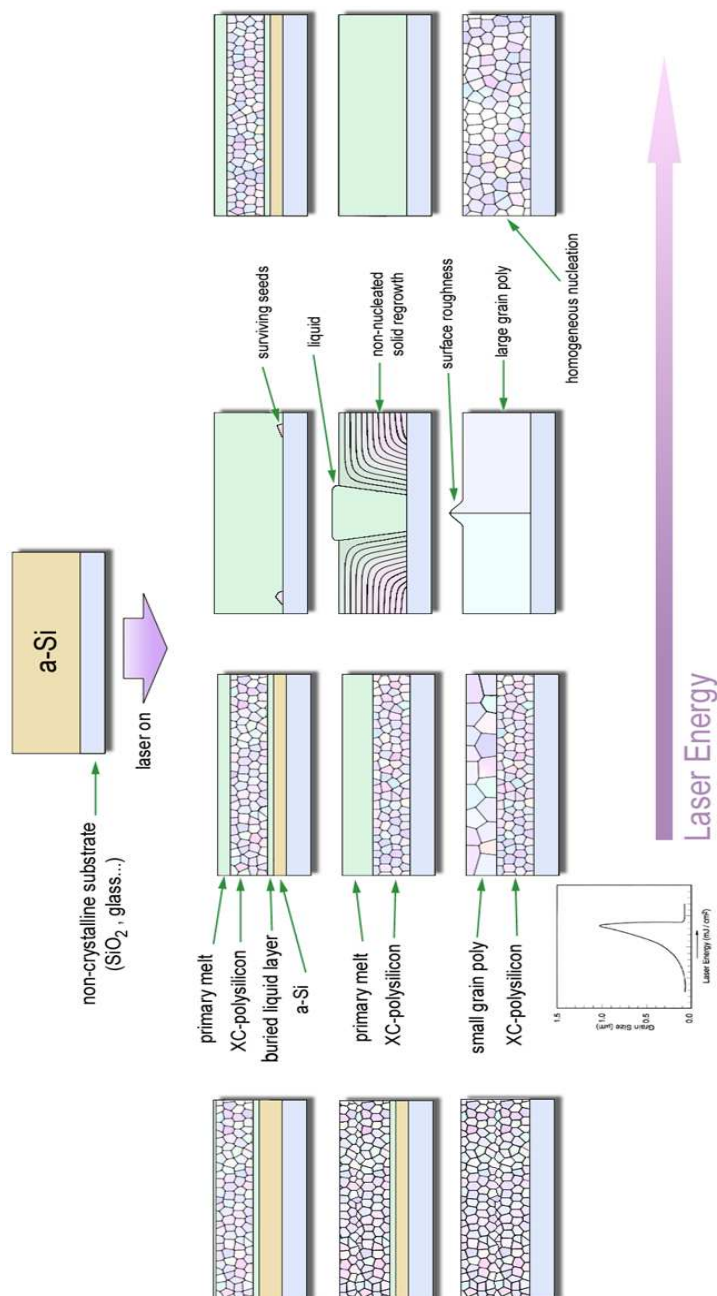 a-Si
non-crystalline substrate
(SiO2 , glass...)
laser on
primary melt
XC-polysilicon
buried liquid layer
a-Si
surviving seeds
primary melt
XC-polysilicon
liquid
non-nucleated
solid regrowth
small grain poly
XC-polysilicon
surface roughness
large grain poly
homogeneous nucleation
Grain Size (μm)
1.5
1.0
0.5
0.0
Laser Energy (mJ / cm²)
Laser Energy